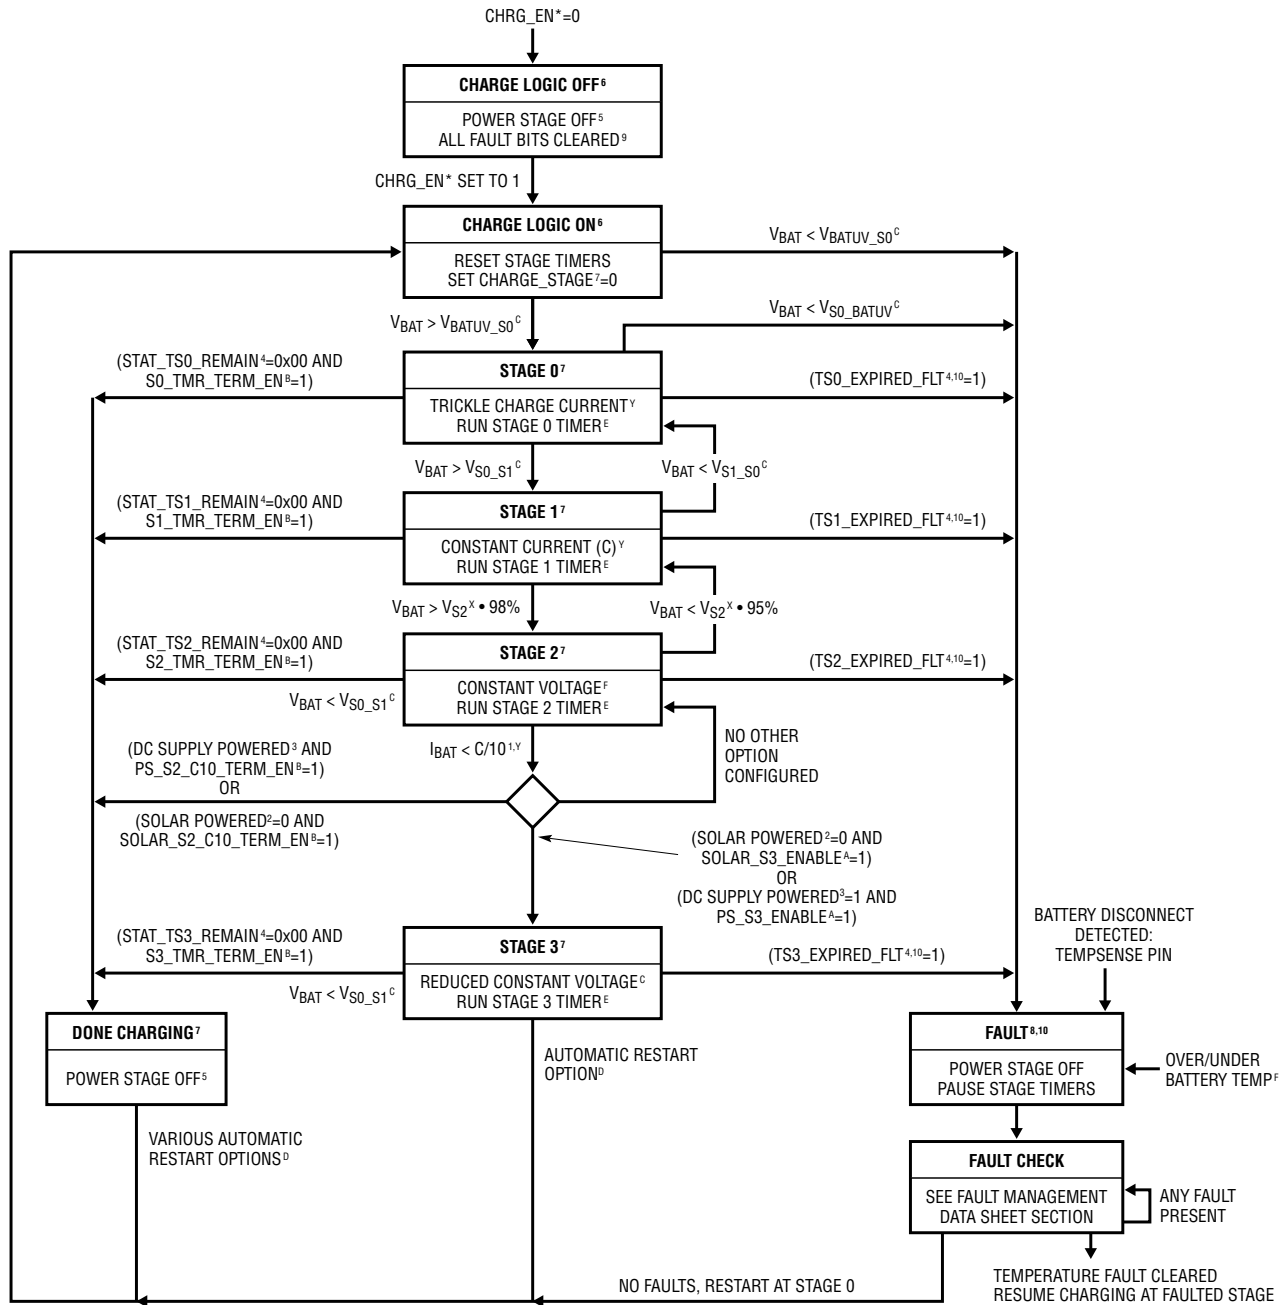 CHRG_EN*=0
CHARGE LOGIC OFF⁶
POWER STAGE OFF⁵
ALL FAULT BITS CLEARED⁹
CHRG_EN* SET TO 1
CHARGE LOGIC ON⁶
RESET STAGE TIMERS
SET CHARGE_STAGE⁷=0
VBAT < VBATUV_S0ᶜ
VBAT > VBATUV_S0ᶜ
VBAT < VS0_BATUVᶜ
(STAT_TS0_REMAIN⁴=0x00 AND
S0_TMR_TERM_ENᴮ=1)
STAGE 0⁷
TRICKLE CHARGE CURRENTʸ
RUN STAGE 0 TIMERᴱ
(TS0_EXPIRED_FLT⁴,¹⁰=1)
VBAT > VS0_S1ᶜ
VBAT < VS1_S0ᶜ
(STAT_TS1_REMAIN⁴=0x00 AND
S1_TMR_TERM_ENᴮ=1)
STAGE 1⁷
CONSTANT CURRENT (C)ʸ
RUN STAGE 1 TIMERᴱ
(TS1_EXPIRED_FLT⁴,¹⁰=1)
VBAT > VS2ˣ • 98%
VBAT < VS2ˣ • 95%
(STAT_TS2_REMAIN⁴=0x00 AND
S2_TMR_TERM_ENᴮ=1)
VBAT < VS0_S1ᶜ
STAGE 2⁷
CONSTANT VOLTAGEᶠ
RUN STAGE 2 TIMERᴱ
(TS2_EXPIRED_FLT⁴,¹⁰=1)
IBAT < C/10¹,ʸ
NO OTHER
OPTION
CONFIGURED
(DC SUPPLY POWERED³ AND
PS_S2_C10_TERM_ENᴮ=1)
OR
(SOLAR POWERED²=0 AND
SOLAR_S2_C10_TERM_ENᴮ=1)
(SOLAR POWERED²=0 AND
SOLAR_S3_ENABLEᴬ=1)
OR
(DC SUPPLY POWERED³=1 AND
PS_S3_ENABLEᴬ=1)
(STAT_TS3_REMAIN⁴=0x00 AND
S3_TMR_TERM_ENᴮ=1)
VBAT < VS0_S1ᶜ
STAGE 3⁷
REDUCED CONSTANT VOLTAGEᶜ
RUN STAGE 3 TIMERᴱ
(TS3_EXPIRED_FLT⁴,¹⁰=1)
BATTERY DISCONNECT
DETECTED:
TEMPSENSE PIN
DONE CHARGING⁷
POWER STAGE OFF⁵
AUTOMATIC RESTART
OPTIONᴰ
FAULT⁸,¹⁰
POWER STAGE OFF
PAUSE STAGE TIMERS
OVER/UNDER
BATTERY TEMPᶠ
VARIOUS AUTOMATIC
RESTART OPTIONSᴰ
FAULT CHECK
SEE FAULT MANAGEMENT
DATA SHEET SECTION
ANY FAULT
PRESENT
NO FAULTS, RESTART AT STAGE 0
TEMPERATURE FAULT CLEARED
RESUME CHARGING AT FAULTED STAGE